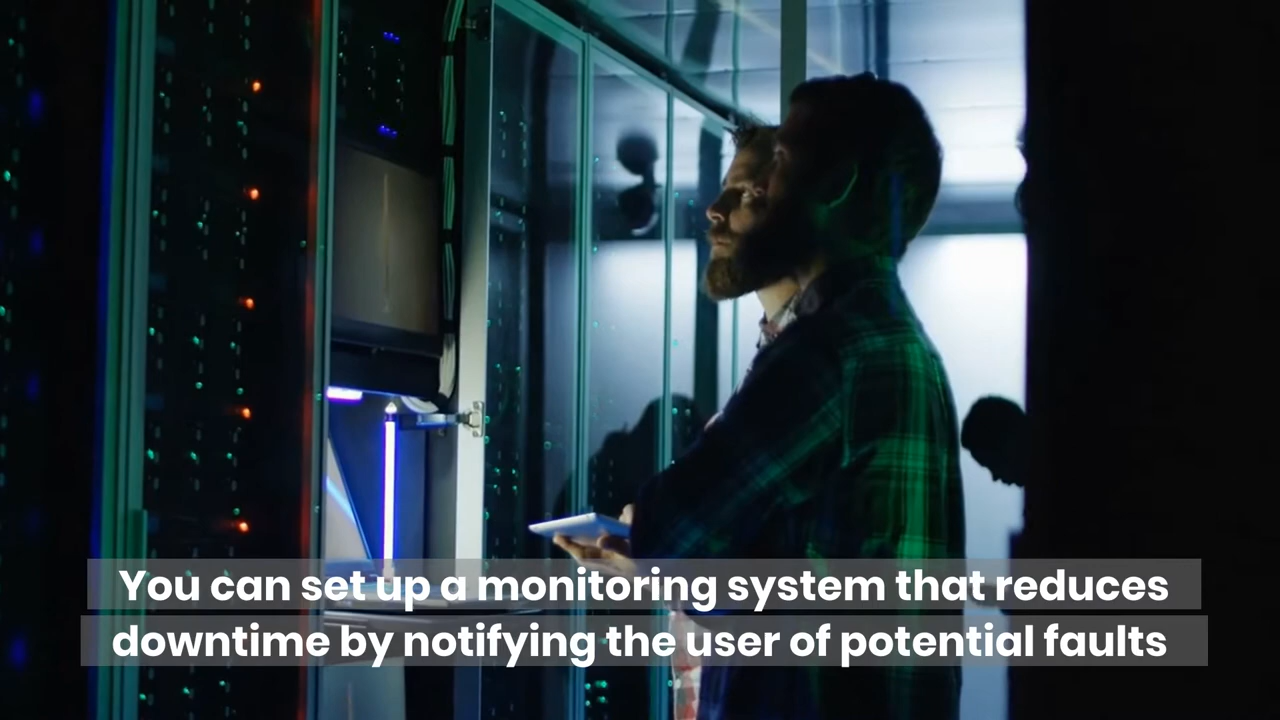 You can set up a monitoring system that reduces
downtime by notifying the user of potential faults